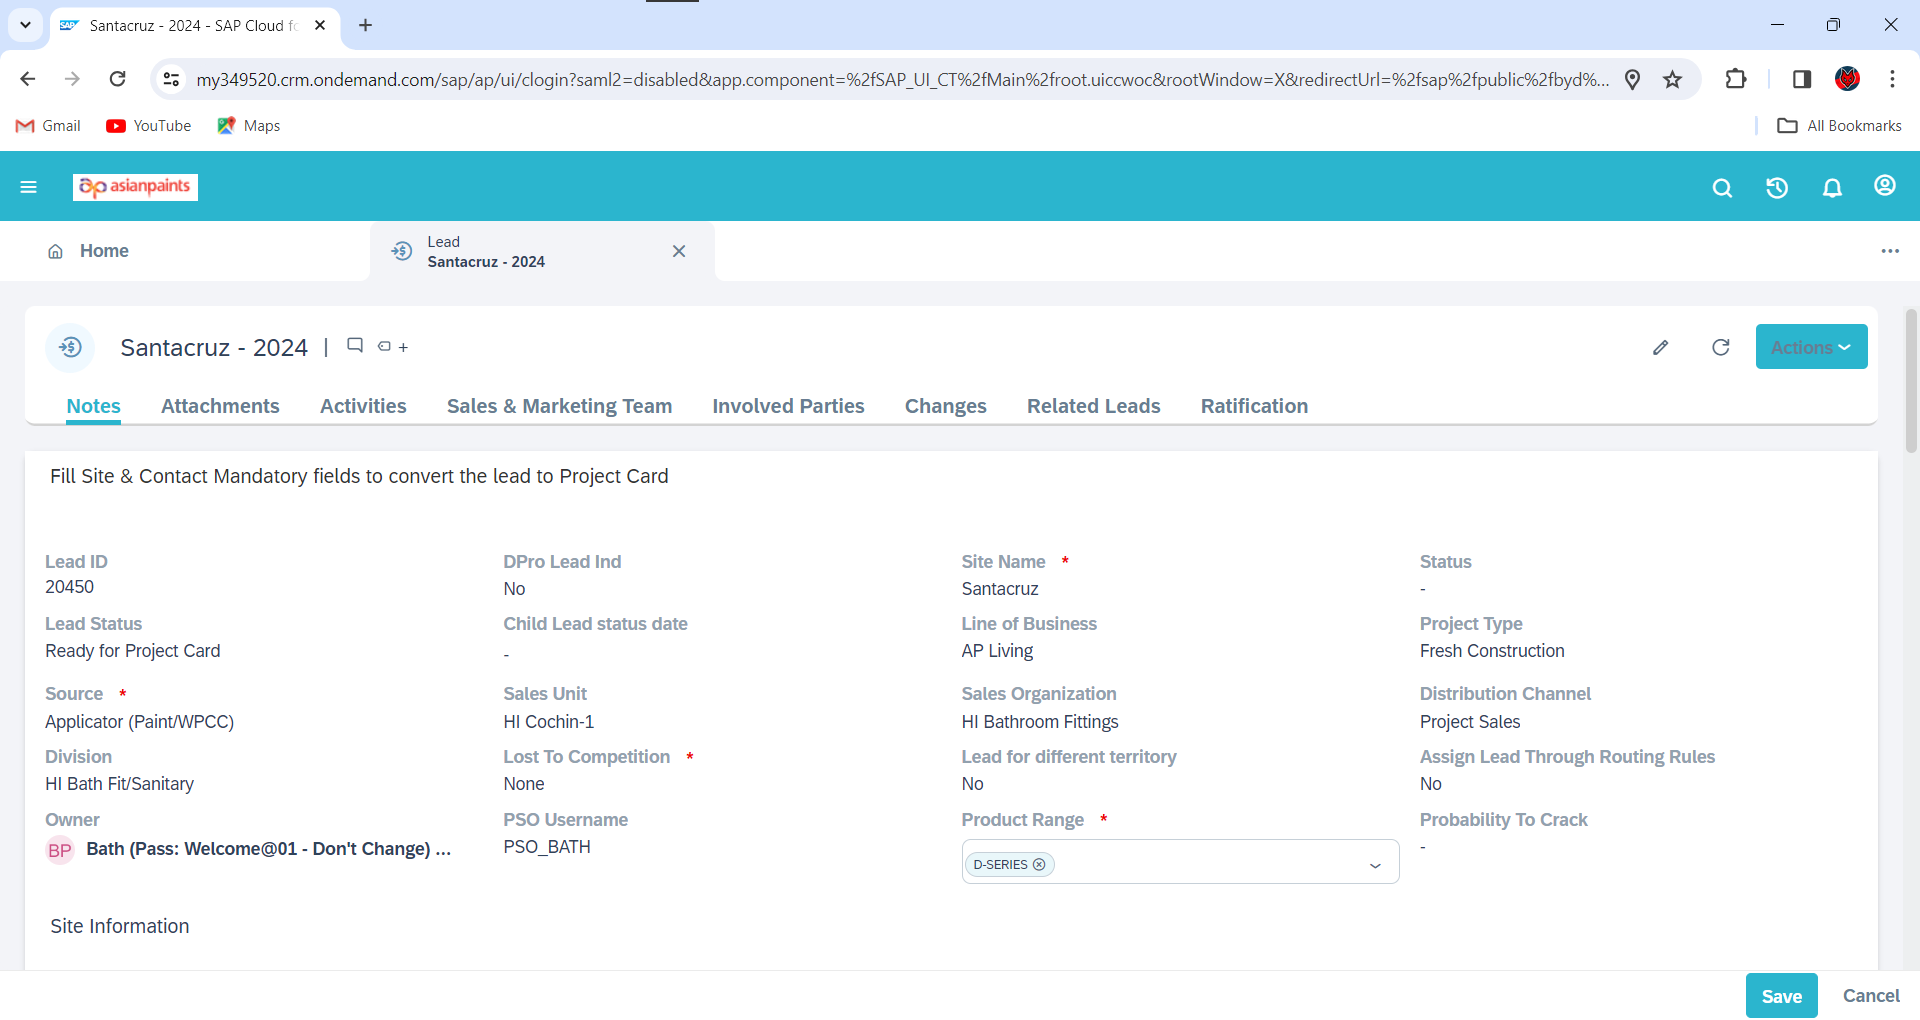 Santacruz - 2024 - SAP Cloud fo
my349520.crm.ondemand.com/sap/ap/ui/clogin?saml2=disabled&app.component=%2fSAP_UI_CT%2fMain%2froot.uiccwoc&rootWindow=X&redirectUrl=%2fsap%2fpublic%2fbyd%...
Gmail YouTube Maps All Bookmarks
asianpaints
Home
Lead
Santacruz - 2024
Santacruz - 2024 |
Actions
Notes Attachments Activities Sales & Marketing Team Involved Parties Changes Related Leads Ratification
Fill Site & Contact Mandatory fields to convert the lead to Project Card
Lead ID DPro Lead Ind Site Name * Status
20450 No Santacruz -
Lead Status Child Lead status date Line of Business Project Type
Ready for Project Card - AP Living Fresh Construction
Source * Sales Unit Sales Organization Distribution Channel
Applicator (Paint/WPCC) HI Cochin-1 HI Bathroom Fittings Project Sales
Division Lost To Competition * Lead for different territory Assign Lead Through Routing Rules
HI Bath Fit/Sanitary None No No
Owner PSO Username Product Range * Probability To Crack
BP Bath (Pass: Welcome@01 - Don't Change) ... PSO_BATH D-SERIES -
Site Information
Save Cancel